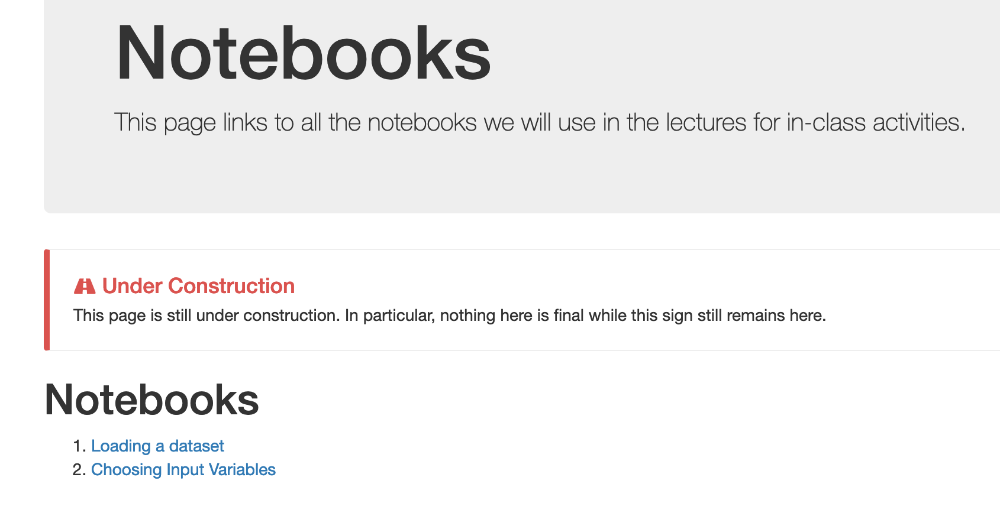 Notebooks
This page links to all the notebooks we will use in the lectures for in-class activities.
Under Construction
This page is still under construction. In particular, nothing here is final while this sign still remains here.
Notebooks
1. Loading a dataset
2. Choosing Input Variables